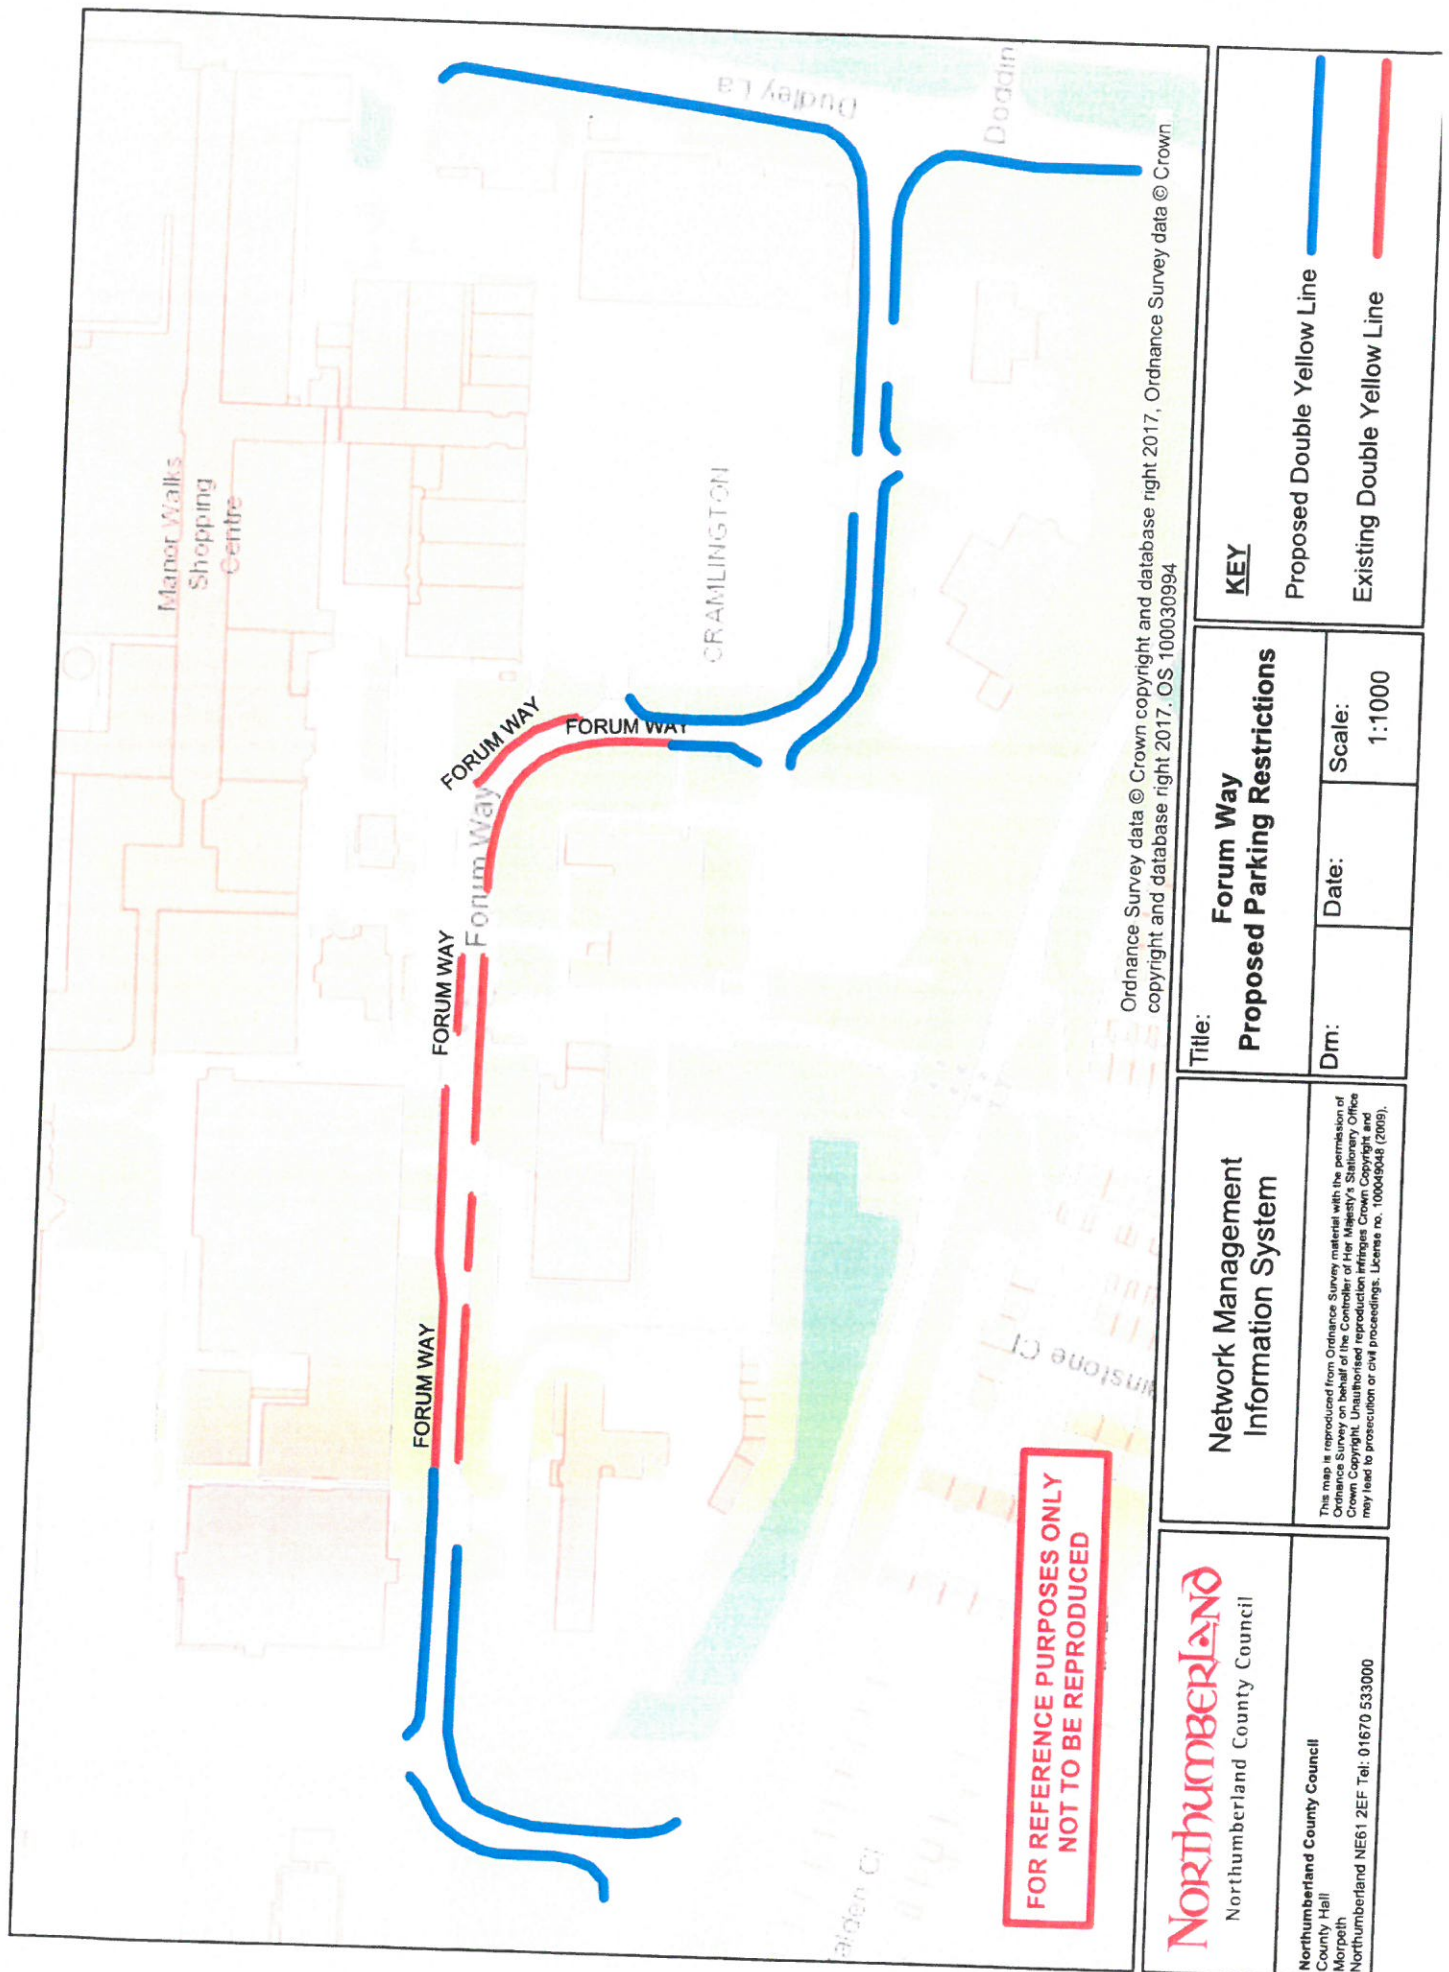 Manor Walks
Shopping
Centre
Dudley La
Doddin
CRAMLINGTON
FORUM WAY
FORUM WAY
Forum Way
FORUM WAY
FORUM WAY
Ordnance Survey data © Crown copyright and database right 2017, Ordnance Survey data © Crown
copyright and database right 2017. OS 100030994
FOR REFERENCE PURPOSES ONLY
NOT TO BE REPRODUCED
NORTHUMBERLAND
Northumberland County Council
Northumberland County Council
County Hall
Morpeth
Northumberland NE61 2EF Tel: 01670 533000
Network Management
Information System
This map is reproduced from Ordnance Survey material with the permission of
Ordnance Survey on behalf of the Controller of Her Majesty's Stationery Office
Crown Copyright. Unauthorised reproduction infringes Crown Copyright and
may lead to prosecution or civil proceedings. License no. 100049048 (2009).
Title:
Forum Way
Proposed Parking Restrictions
Drn:
Date:
Scale:
1:1000
KEY
Proposed Double Yellow Line
Existing Double Yellow Line